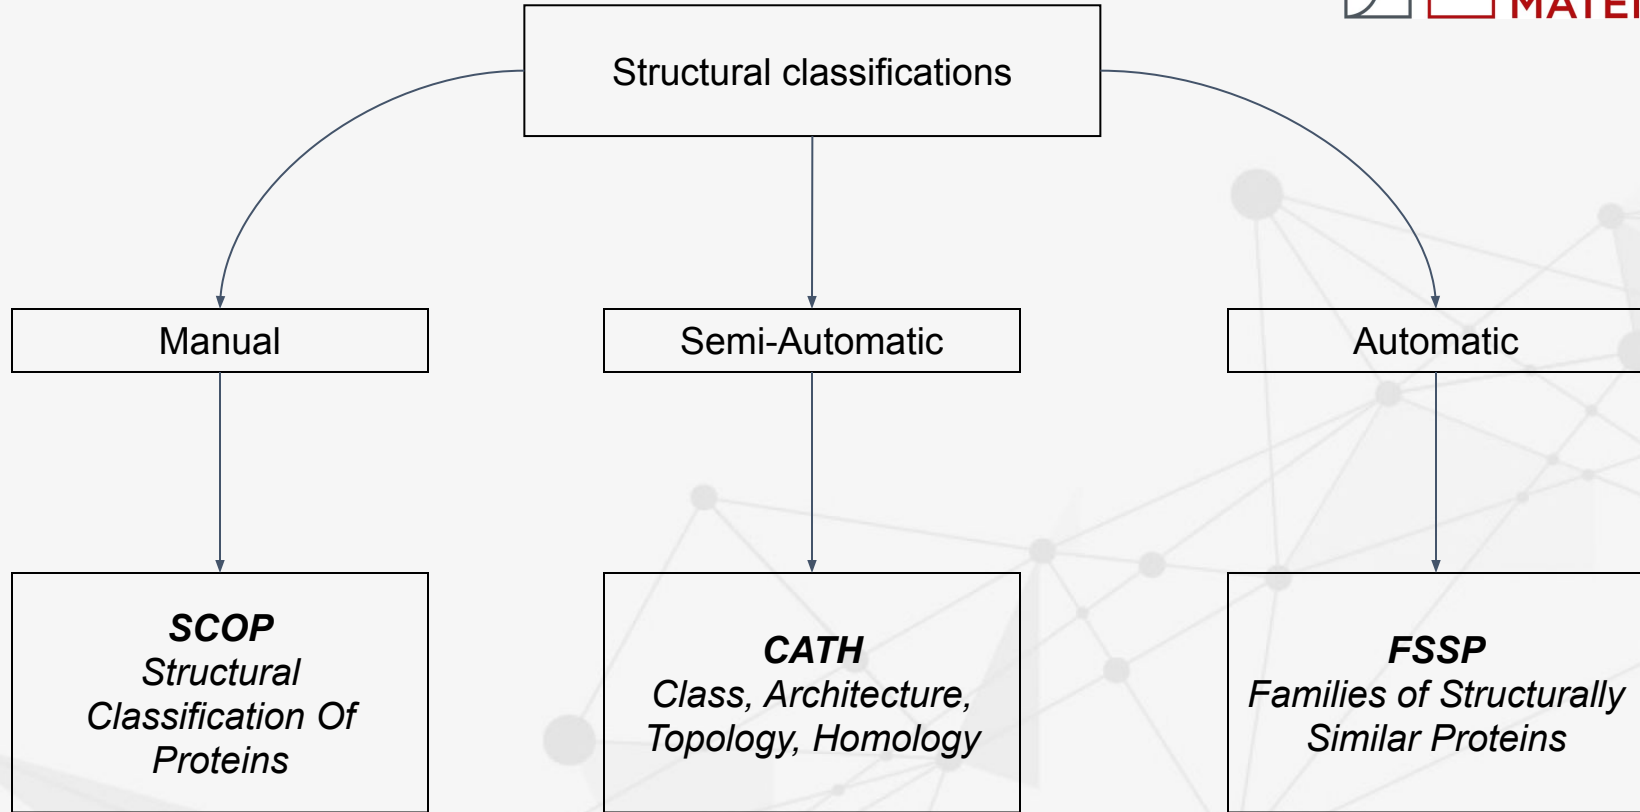 Structural classifications
Manual
Semi-Automatic
Automatic
SCOP
Structural
Classification Of
Proteins
CATH
Class, Architecture,
Topology, Homology
FSSP
Families of Structurally
Similar Proteins